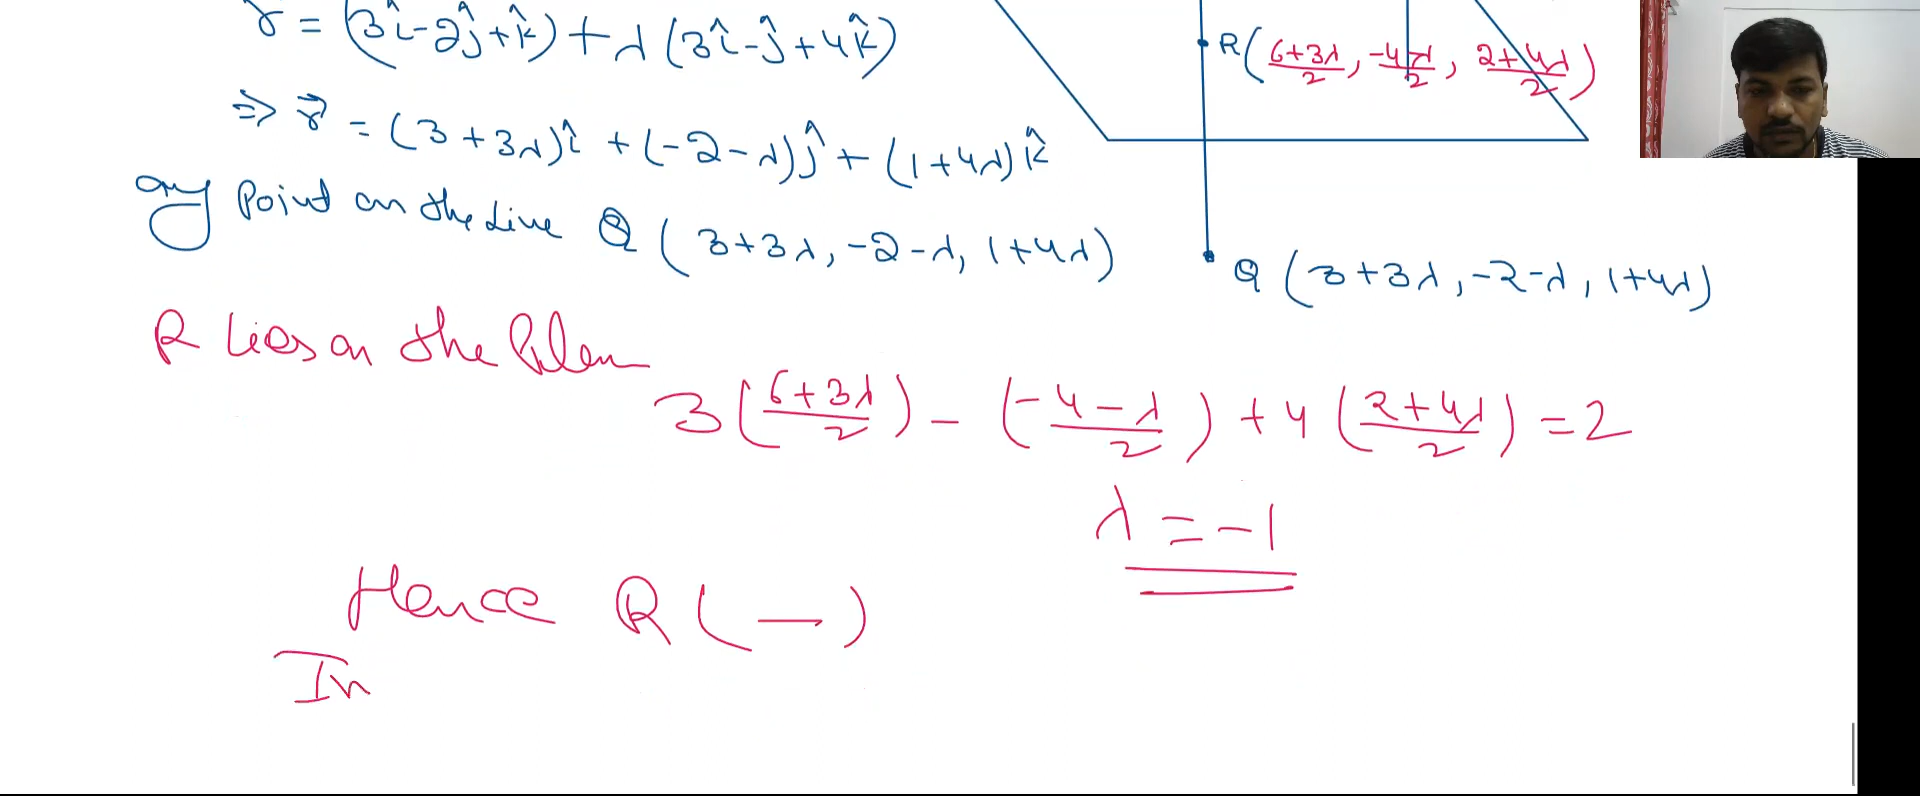 r = (3î-2ĵ+k̂)+λ(3î-ĵ+4k̂)
⇒ r⃗ = (3+3λ)î+(-2-λ)ĵ+(1+4λ)k̂
any Point on the Line Q (3+3λ, -2-λ, 1+4λ)
R(6+3λ/2, -4-λ/2, 2+4λ/2)
Q (3+3λ, -2-λ, 1+4λ)
R Lies on the
3(6+3λ/2) - (-4-λ/2) + 4(2+4λ/2) = 2
λ = -1
Hence R(—)
In